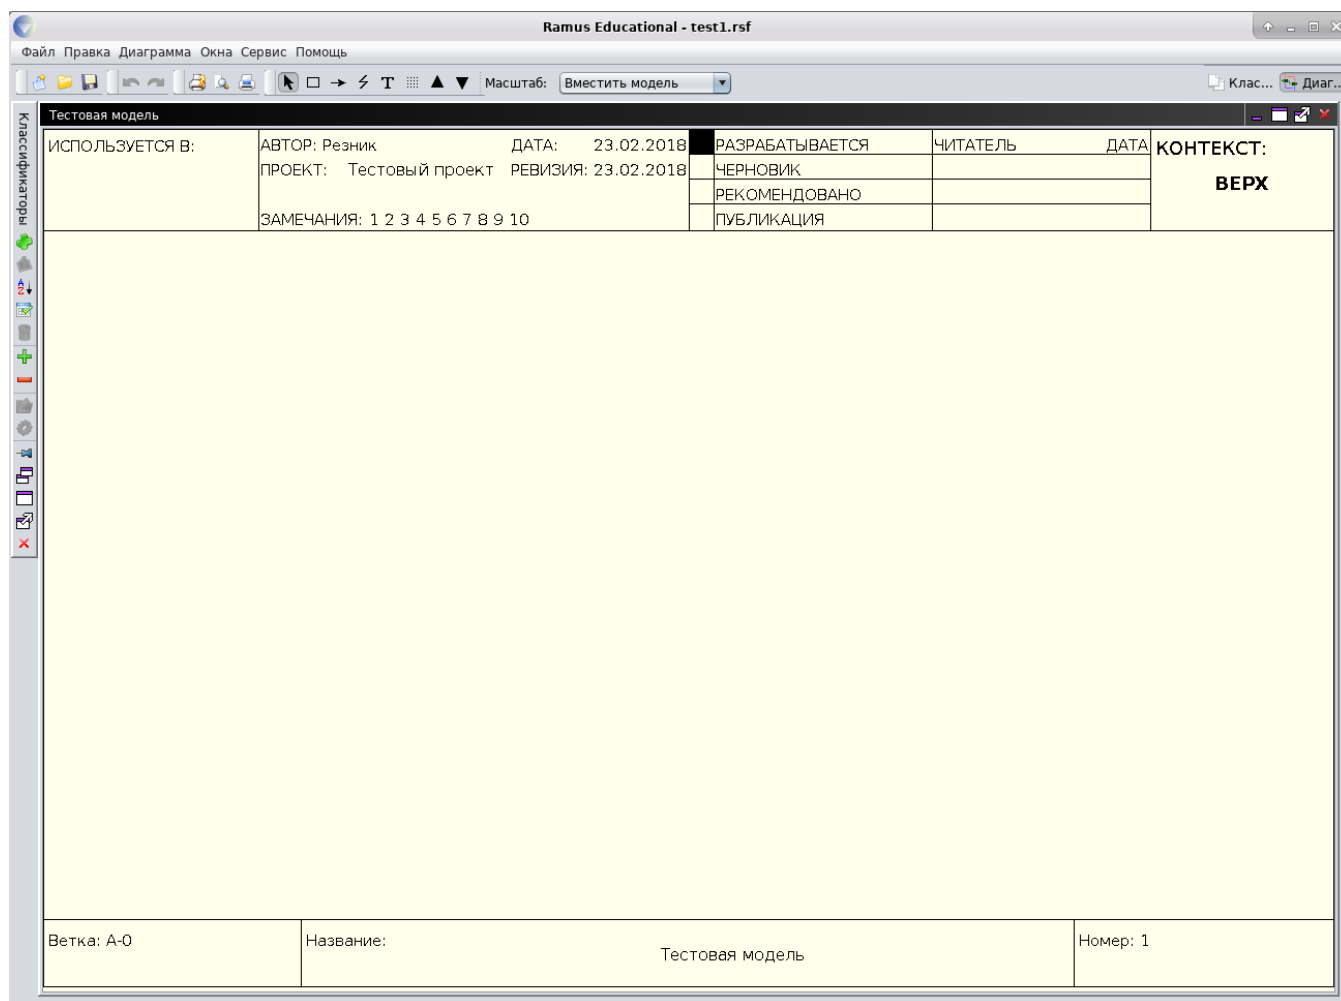 Ramus Educational - test1.rsf
Файл Правка Диаграмма Окна Сервис Помощь
T Масштаб: Вместить модель Клас... Диаг..
Классификаторы
Тестовая модель
ИСПОЛЬЗУЕТСЯ В: АВТОР: Резник ДАТА: 23.02.2018 РАЗРАБАТЫВАЕТСЯ ЧИТАТЕЛЬ ДАТА КОНТЕКСТ:
ПРОЕКТ: Тестовый проект РЕВИЗИЯ: 23.02.2018 ЧЕРНОВИК
ВЕРХ
РЕКОМЕНДОВАНО
ЗАМЕЧАНИЯ: 1 2 3 4 5 6 7 8 9 10 ПУБЛИКАЦИЯ
Ветка: A-0 Название: Номер: 1
Тестовая модель